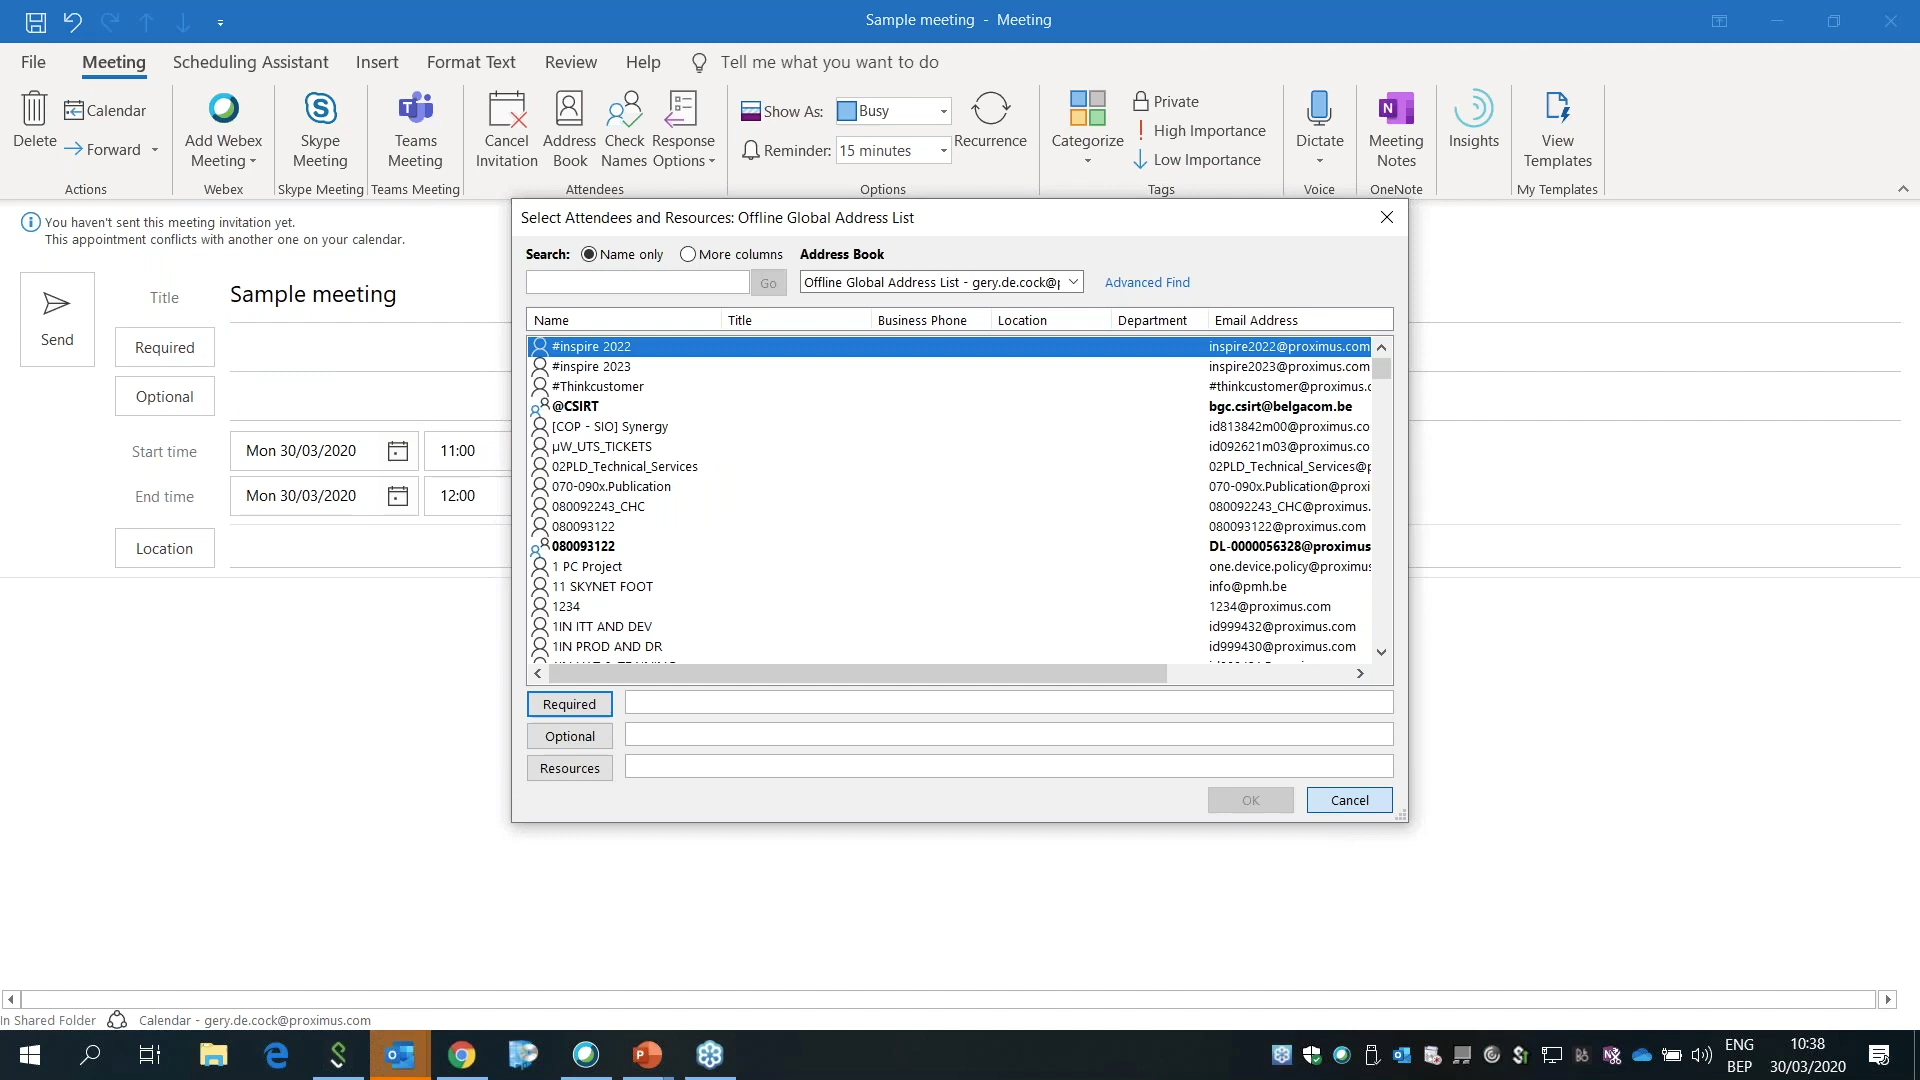 Sample meeting - Meeting
File Meeting Scheduling Assistant Insert Format Text Review Help Tell me what you want to do
Delete
Calendar
Forward
Actions
Add Webex
Meeting
Webex
Skype
Meeting
Skype Meeting
Teams
Meeting
Teams Meeting
Cancel
Invitation
Address
Book
Check
Names
Response
Options
Attendees
Show As: Busy
Reminder: 15 minutes
Recurrence
Options
Categorize
Private
High Importance
Low Importance
Tags
Dictate
Voice
Meeting
Notes
OneNote
Insights
View
Templates
My Templates
You haven't sent this meeting invitation yet.
This appointment conflicts with another one on your calendar.
Send
Title Sample meeting
Required
Optional
Start time Mon 30/03/2020 11:00
End time Mon 30/03/2020 12:00
Location
Select Attendees and Resources: Offline Global Address List
Search: Name only More columns Address Book
Go Offline Global Address List - gery.de.cock@p Advanced Find
Name Title Business Phone Location Department Email Address
#inspire 2022 inspire2022@proximus.com
#inspire 2023 inspire2023@proximus.com
#Thinkcustomer #thinkcustomer@proximus.c
@CSIRT bgc.csirt@belgacom.be
[COP - SIO] Synergy id813842m00@proximus.co
µW_UTS_TICKETS id092621m03@proximus.co
02PLD_Technical_Services 02PLD_Technical_Services@p
070-090x.Publication 070-090x.Publication@proxi
080092243_CHC 080092243_CHC@proximus.
080093122 080093122@proximus.com
080093122 DL-0000056328@proximus
1 PC Project one.device.policy@proximus
11 SKYNET FOOT info@pmh.be
1234 1234@proximus.com
1IN ITT AND DEV id999432@proximus.com
1IN PROD AND DR id999430@proximus.com
Required
Optional
Resources
OK Cancel
In Shared Folder Calendar - gery.de.cock@proximus.com
ENG
BEP
10:38
30/03/2020